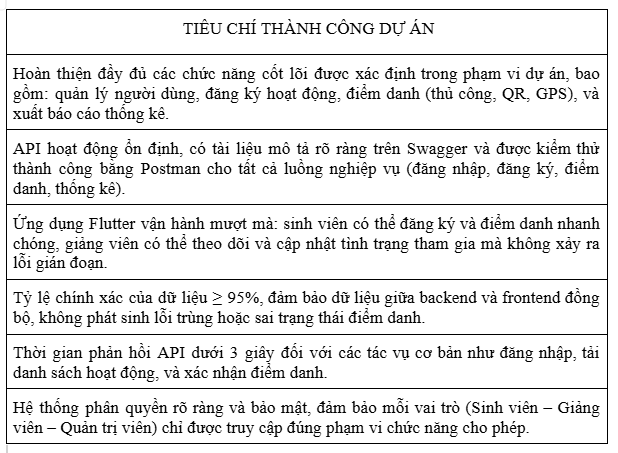 TIÊU CHÍ THÀNH CÔNG DỰ ÁN
Hoàn thiện đầy đủ các chức năng cốt lõi được xác định trong phạm vi dự án, bao
gồm: quản lý người dùng, đăng ký hoạt động, điểm danh (thủ công, QR, GPS), và
xuất báo cáo thống kê.
API hoạt động ổn định, có tài liệu mô tả rõ ràng trên Swagger và được kiểm thử
thành công bằng Postman cho tất cả luồng nghiệp vụ (đăng nhập, đăng ký, điểm
danh, thống kê).
Ứng dụng Flutter vận hành mượt mà: sinh viên có thể đăng ký và điểm danh nhanh
chóng, giảng viên có thể theo dõi và cập nhật tình trạng tham gia mà không xảy ra
lỗi gián đoạn.
Tỷ lệ chính xác của dữ liệu ≥ 95%, đảm bảo dữ liệu giữa backend và frontend đồng
bộ, không phát sinh lỗi trùng hoặc sai trạng thái điểm danh.
Thời gian phản hồi API dưới 3 giây đối với các tác vụ cơ bản như đăng nhập, tải
danh sách hoạt động, và xác nhận điểm danh.
Hệ thống phân quyền rõ ràng và bảo mật, đảm bảo mỗi vai trò (Sinh viên – Giảng
viên – Quản trị viên) chỉ được truy cập đúng phạm vi chức năng cho phép.